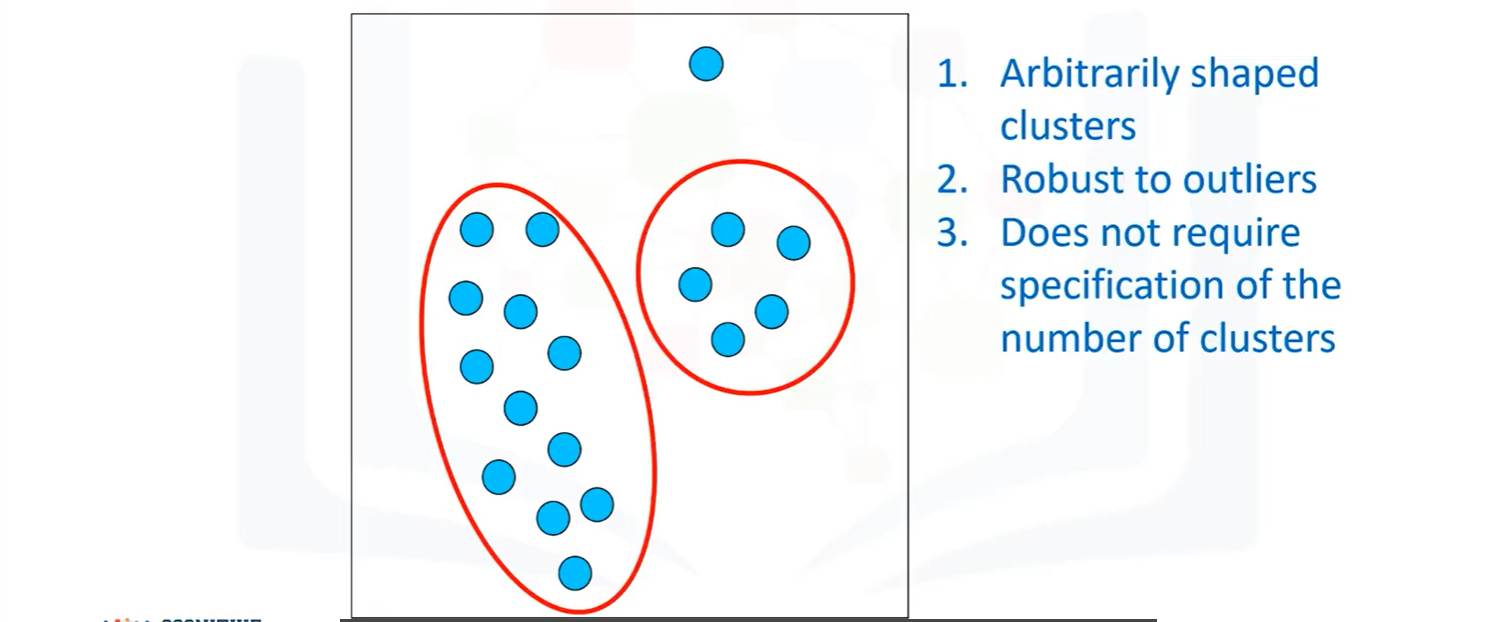 1. Arbitrarily shaped
clusters
2. Robust to outliers
3. Does not require
specification of the
number of clusters